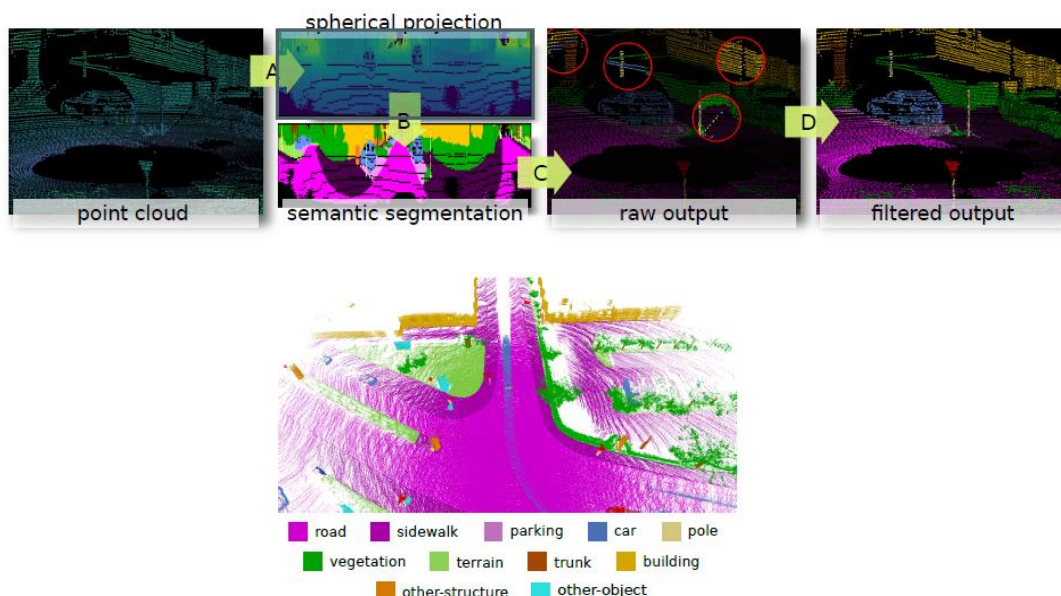 spherical projection
A
B
C
D
point cloud
semantic segmentation
raw output
filtered output
road sidewalk parking car pole
vegetation terrain trunk building
other-structure other-object